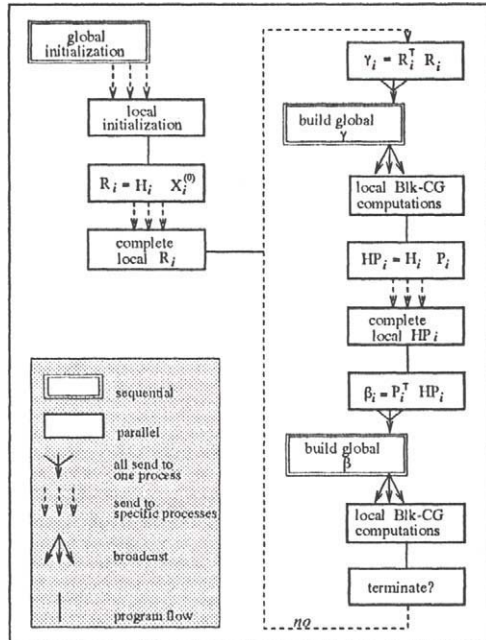 global
initialization
local
initialization
R_i = H_i X_i^(0)
complete
local R_i
γ_i = R_i^T R_i
build global
γ
local Blk-CG
computations
HP_i = H_i P_i
complete
local HP_i
β_i = P_i^T HP_i
build global
β
local Blk-CG
computations
terminate?
no
sequential
parallel
all send to
one process
send to
specific processes
broadcast
program flow